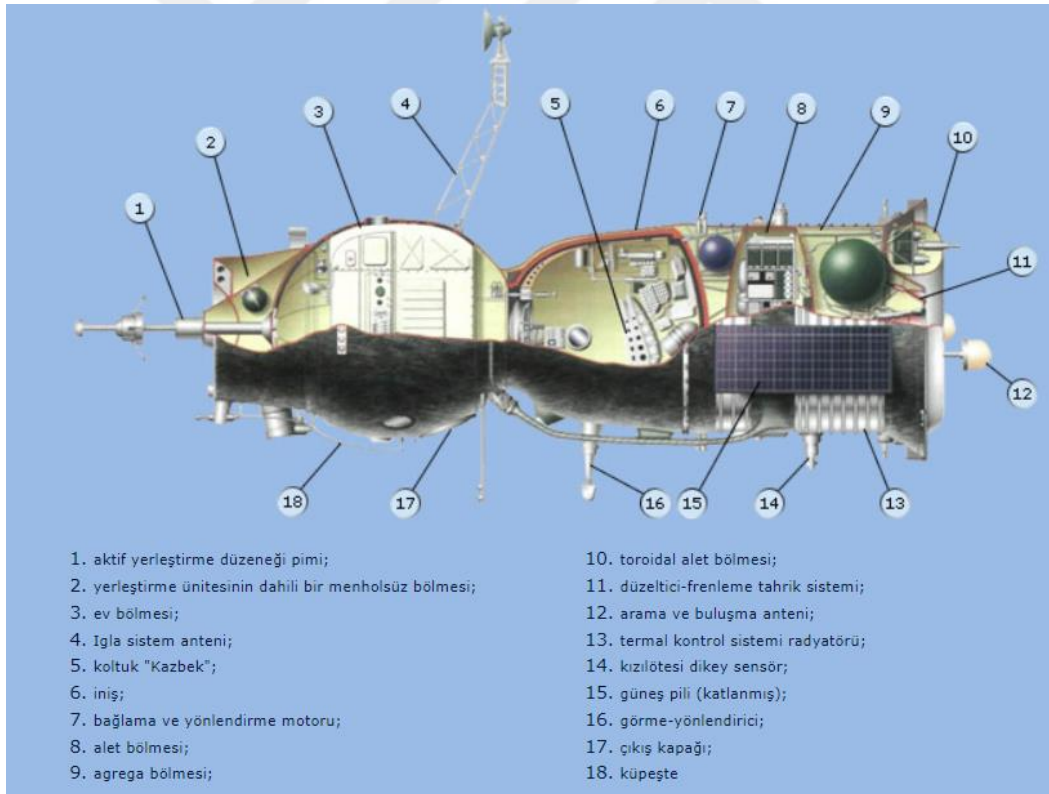 1
2
3
4
5
6
7
8
9
10
11
12
13
14
15
16
17
18
1. aktif yerleştirme düzeneği pimi;
2. yerleştirme ünitesinin dahili bir menholsüz bölmesi;
3. ev bölmesi;
4. Igla sistem anteni;
5. koltuk "Kazbek";
6. iniş;
7. bağlama ve yönlendirme motoru;
8. alet bölmesi;
9. agrega bölmesi;
10. toroidal alet bölmesi;
11. düzeltici-frenleme tahrik sistemi;
12. arama ve buluşma anteni;
13. termal kontrol sistemi radyatörü;
14. kızılötesi dikey sensör;
15. güneş pili (katlanmış);
16. görme-yönlendirici;
17. çıkış kapağı;
18. küpeşte